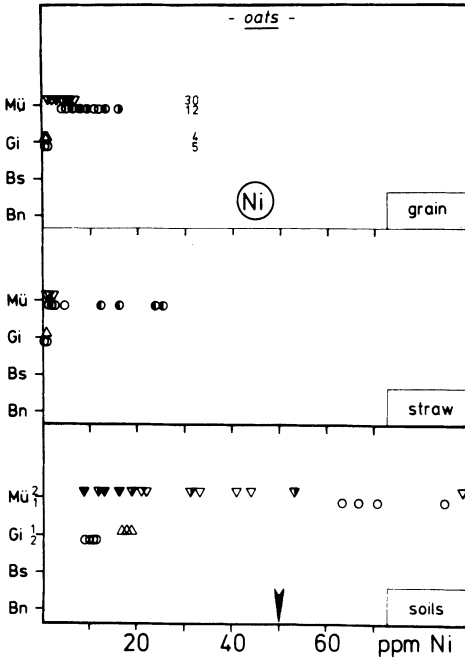 - oats -
Mü 30
12
Gi 4
5
Bs
Bn
Ni
grain
Mü
Gi
Bs
Bn
straw
Mü 2
1
Gi 1
2
Bs
Bn
soils
20 40 60 ppm Ni